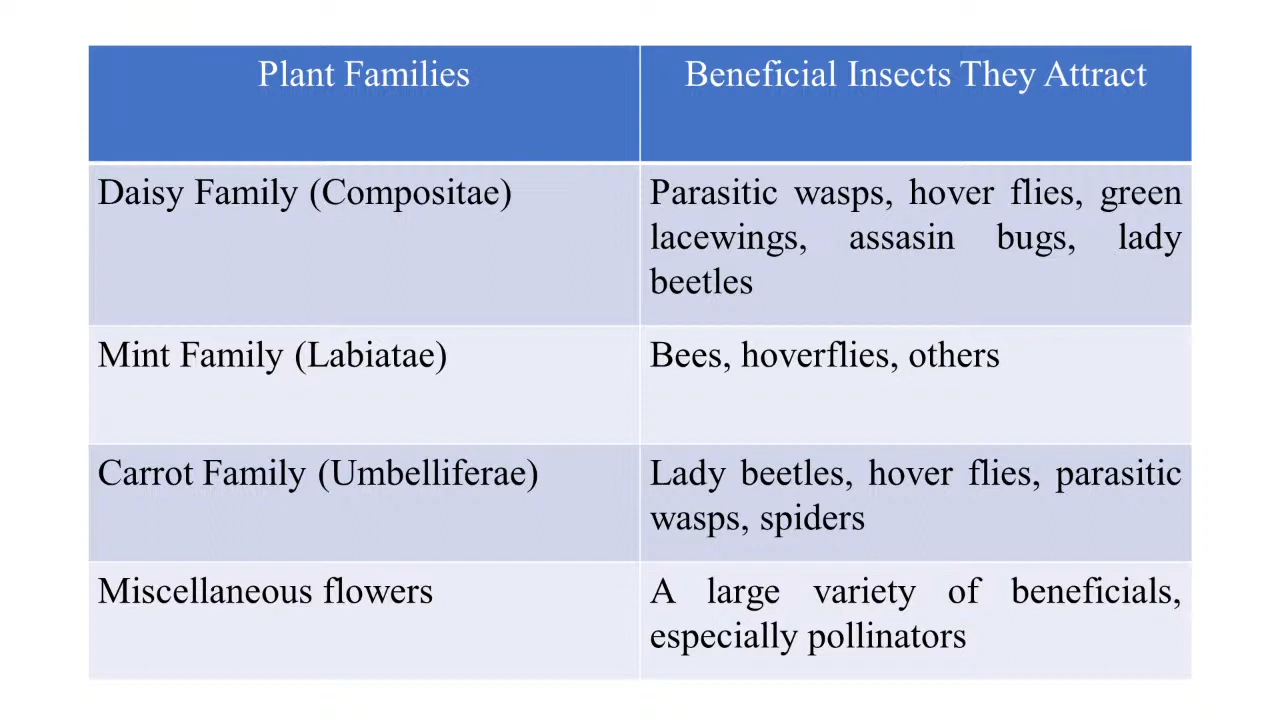 Plant Families
Beneficial Insects They Attract
Daisy Family (Compositae)
Parasitic wasps, hover flies, green
lacewings, assasin bugs, lady
beetles
Mint Family (Labiatae)
Bees, hoverflies, others
Carrot Family (Umbelliferae)
Lady beetles, hover flies, parasitic
wasps, spiders
Miscellaneous flowers
A large variety of beneficials,
especially pollinators